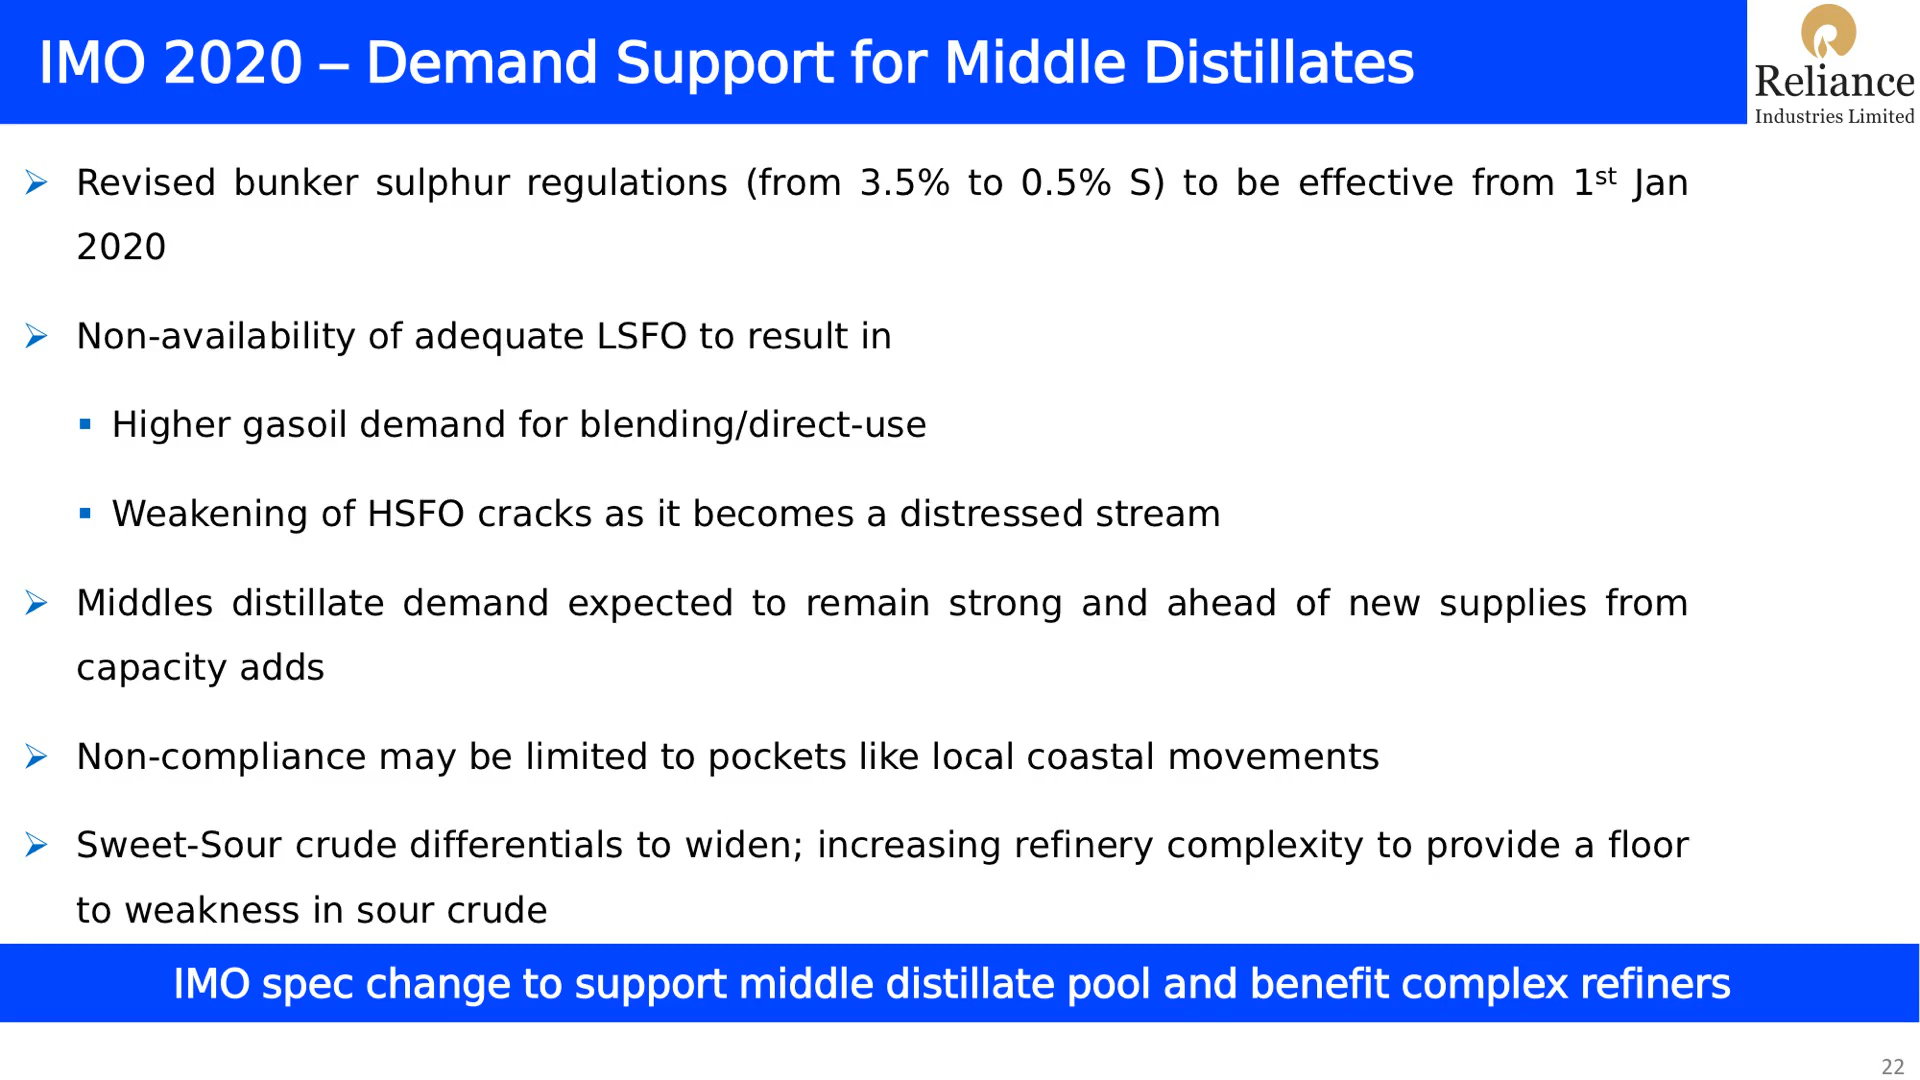 IMO 2020 – Demand Support for Middle Distillates
Reliance
Industries Limited
➢ Revised bunker sulphur regulations (from 3.5% to 0.5% S) to be effective from 1st Jan
2020
➢ Non-availability of adequate LSFO to result in
▪ Higher gasoil demand for blending/direct-use
▪ Weakening of HSFO cracks as it becomes a distressed stream
➢ Middles distillate demand expected to remain strong and ahead of new supplies from
capacity adds
➢ Non-compliance may be limited to pockets like local coastal movements
➢ Sweet-Sour crude differentials to widen; increasing refinery complexity to provide a floor
to weakness in sour crude
IMO spec change to support middle distillate pool and benefit complex refiners
22